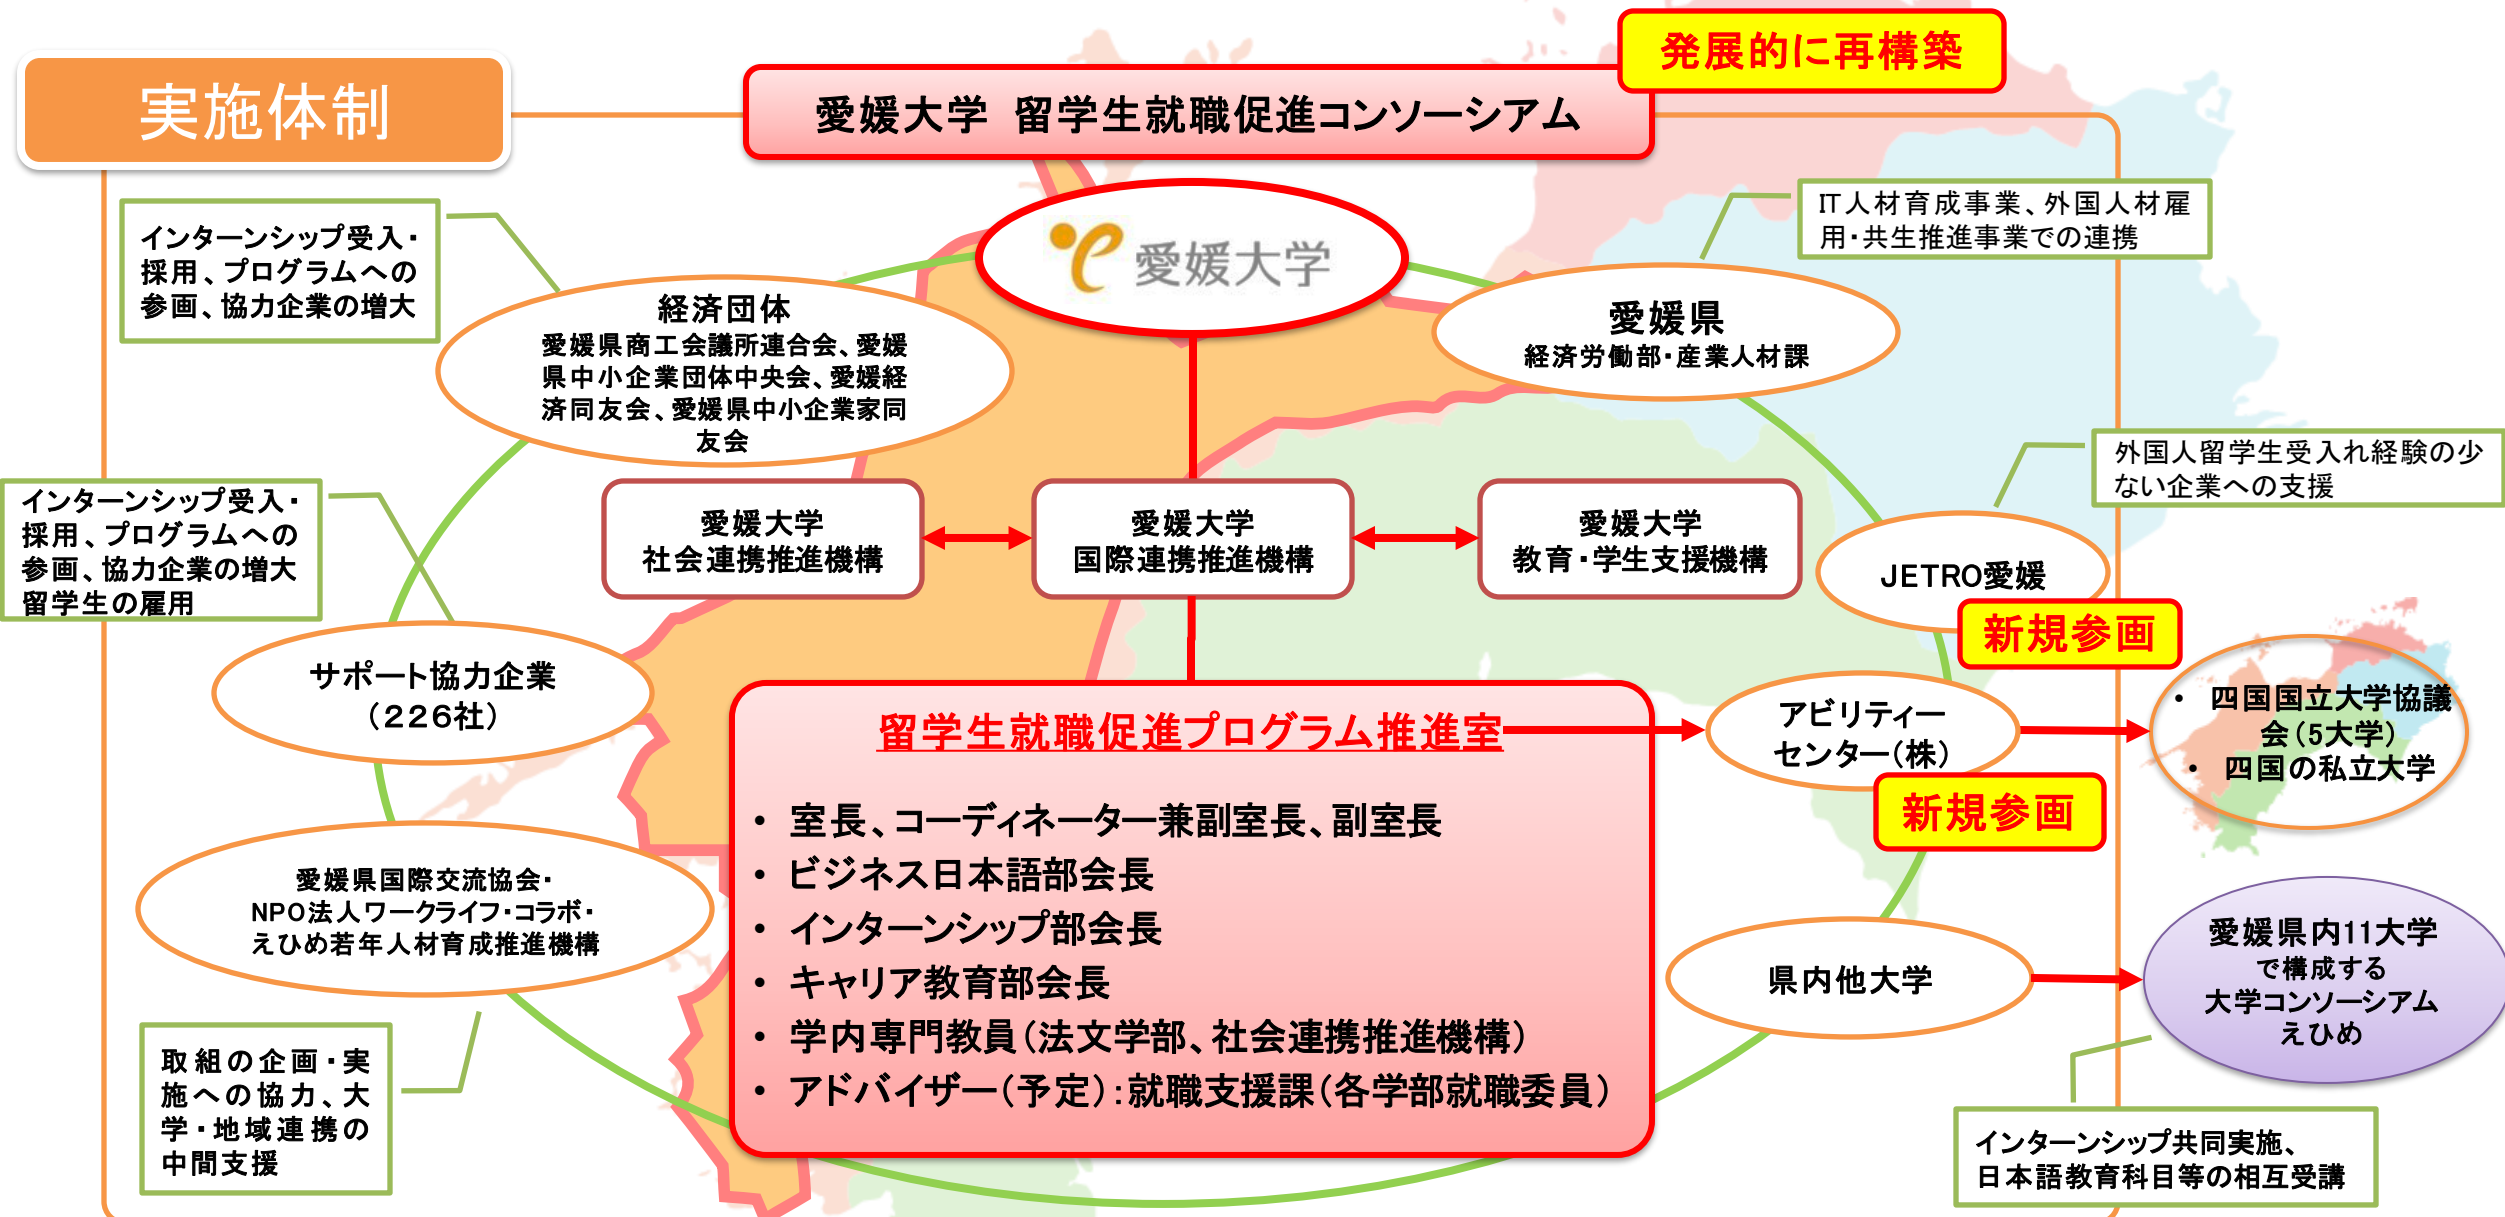 発展的に再構築
実施体制
愛媛大学 留学生就職促進コンソーシアム
愛媛大学
IT人材育成事業、外国人材雇
用・共生推進事業での連携
インターンシップ受入・
採用、プログラムへの
参画、協力企業の増大
経済団体
愛媛県商工会議所連合会、愛媛
県中小企業団体中央会、愛媛経
済同友会、愛媛県中小企業家同
友会
愛媛県
経済労働部・産業人材課
外国人留学生受入れ経験の少
ない企業への支援
インターンシップ受入・
採用、プログラムへの
参画、協力企業の増大
留学生の雇用
愛媛大学
社会連携推進機構
愛媛大学
国際連携推進機構
愛媛大学
教育・学生支援機構
JETRO愛媛
新規参画
サポート協力企業
（２２６社）
留学生就職促進プログラム推進室
・ 室長、コーディネーター兼副室長、副室長
・ ビジネス日本語部会長
・ インターンシップ部会長
・ キャリア教育部会長
・ 学内専門教員（法文学部、社会連携推進機構）
・ アドバイザー（予定）：就職支援課（各学部就職委員）
アビリティー
センター（株）
新規参画
・ 四国国立大学協議
会（5大学）
・ 四国の私立大学
愛媛県国際交流協会・
NPO法人ワークライフ・コラボ・
えひめ若年人材育成推進機構
県内他大学
愛媛県内11大学
で構成する
大学コンソーシアム
えひめ
取組の企画・実
施への協力、大
学・地域連携の
中間支援
インターンシップ共同実施、
日本語教育科目等の相互受講